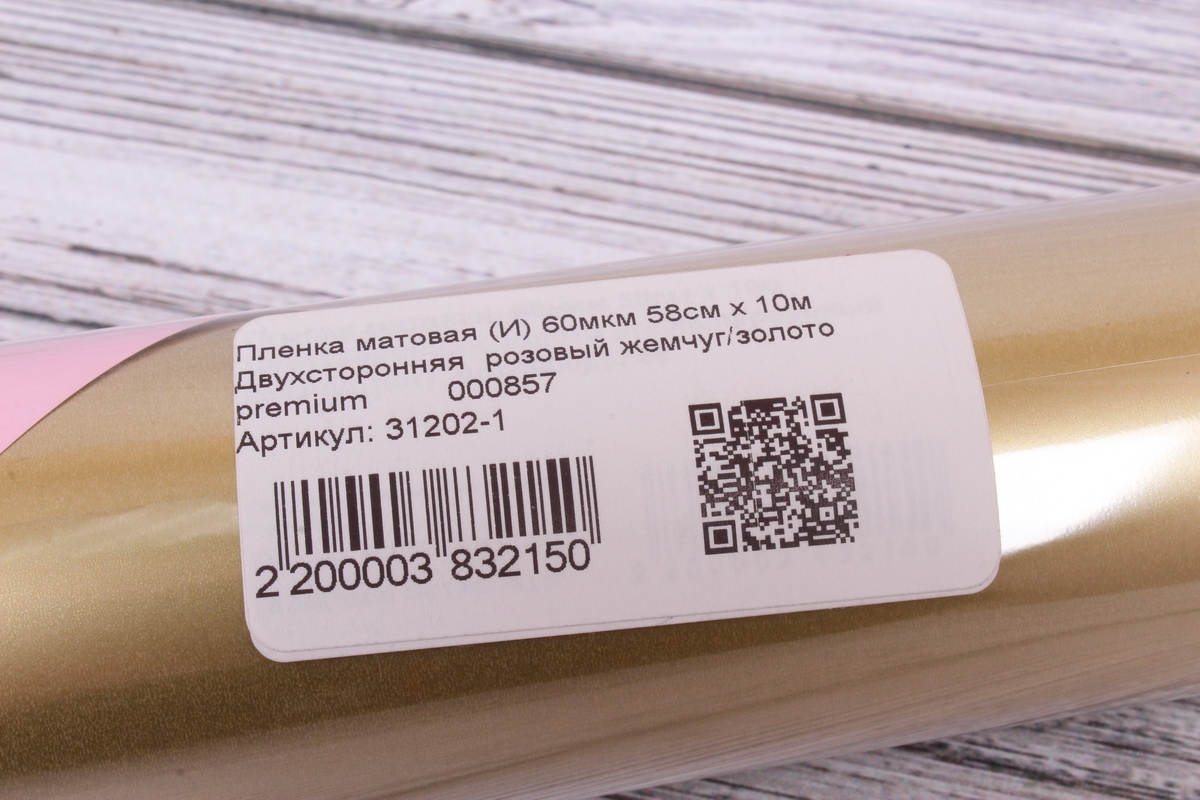 Пленка матовая (И) 60мкм 58см х 10м
Двухсторонняя розовый жемчуг/золото
premium 000857
Артикул: 31202-1
2 200003 832150